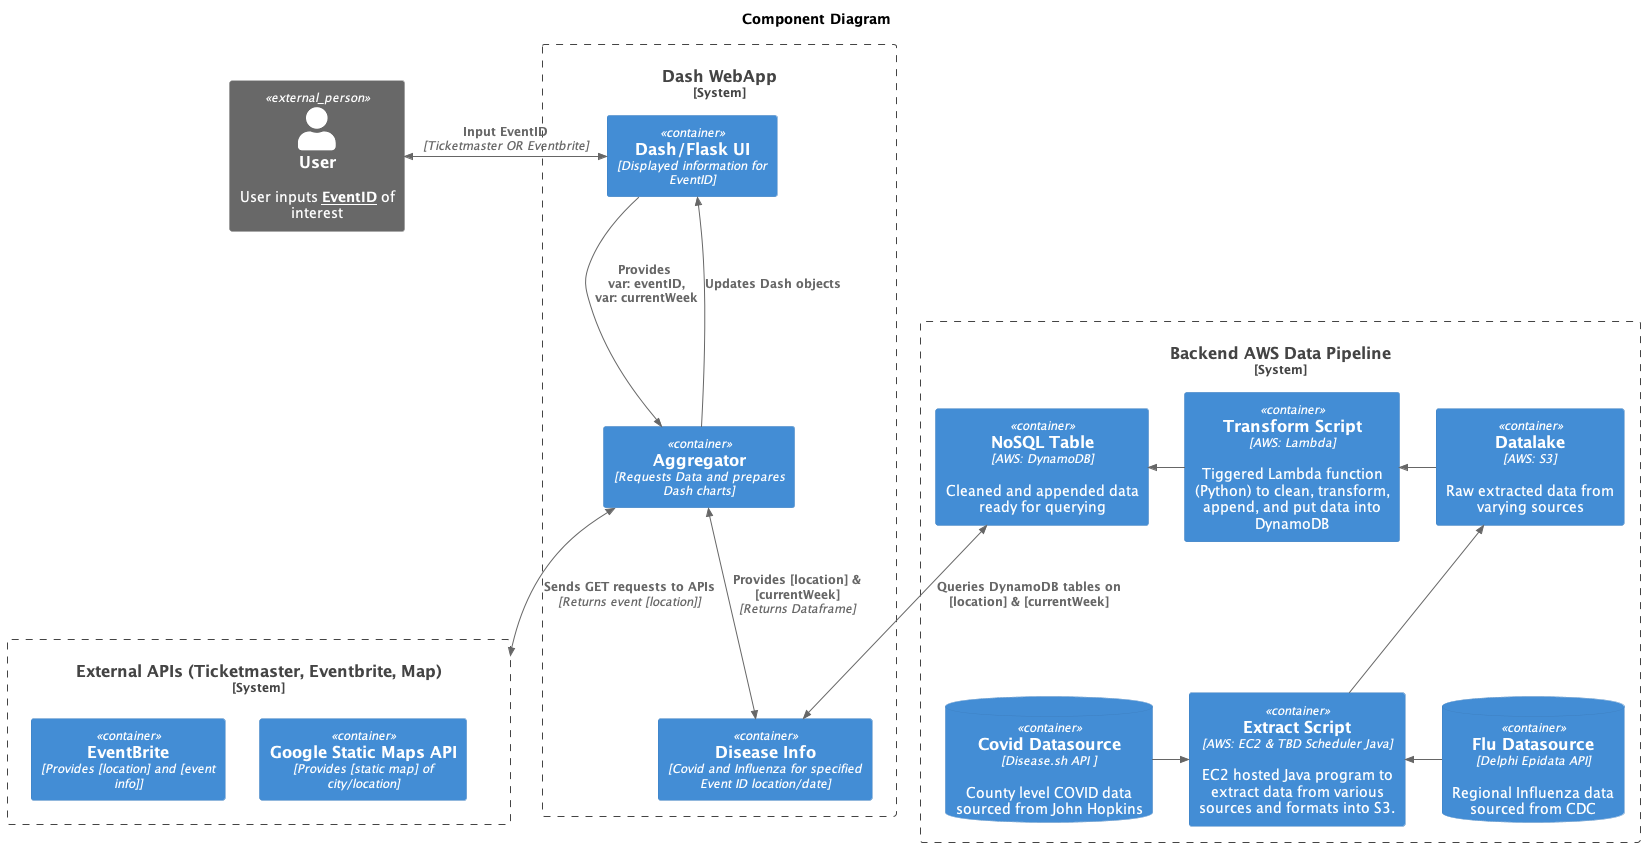 Component Diagram
«external_person»
User
User inputs EventID of
interest
Input EventID
[Ticketmaster OR Eventbrite]
Dash WebApp
[System]
«container»
Dash/Flask UI
[Displayed information for
EventID]
Provides
var: eventID,
var: currentWeek
Updates Dash objects
«container»
Aggregator
[Requests Data and prepares
Dash charts]
Sends GET requests to APIs
[Returns event [location]]
Provides [location] &
[currentWeek]
[Returns Dataframe]
«container»
Disease Info
[Covid and Influenza for specified
Event ID location/date]
External APIs (Ticketmaster, Eventbrite, Map)
[System]
«container»
EventBrite
[Provides [location] and [event
info]]
«container»
Google Static Maps API
[Provides [static map] of
city/location]
Queries DynamoDB tables on
[location] & [currentWeek]
Backend AWS Data Pipeline
[System]
«container»
NoSQL Table
[AWS: DynamoDB]
Cleaned and appended data
ready for querying
«container»
Transform Script
[AWS: Lambda]
Tiggered Lambda function
(Python) to clean, transform,
append, and put data into
DynamoDB
«container»
Datalake
[AWS: S3]
Raw extracted data from
varying sources
«container»
Covid Datasource
[Disease.sh API ]
County level COVID data
sourced from John Hopkins
«container»
Extract Script
[AWS: EC2 & TBD Scheduler Java]
EC2 hosted Java program to
extract data from various
sources and formats into S3.
«container»
Flu Datasource
[Delphi Epidata API]
Regional Influenza data
sourced from CDC